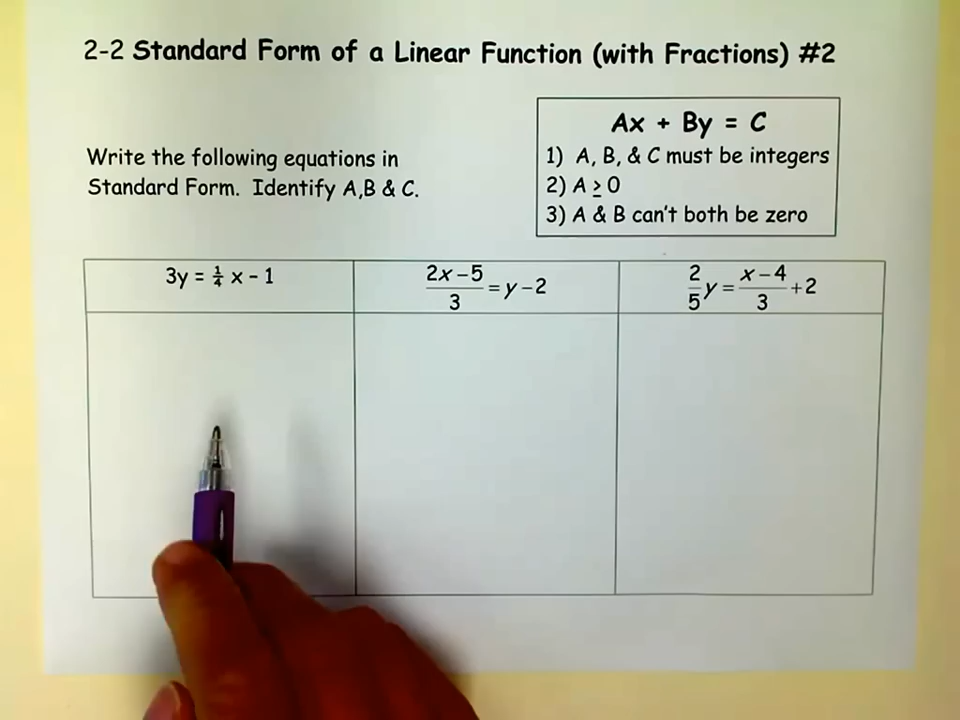 2-2 Standard Form of a Linear Function (with Fractions) #2
Ax + By = C
Write the following equations in
Standard Form. Identify A,B & C.
1) A, B, & C must be integers
2) A ≥ 0
3) A & B can't both be zero
3y = ¼ x - 1
(2x-5)/3 = y-2
2/5 y = (x-4)/3 + 2